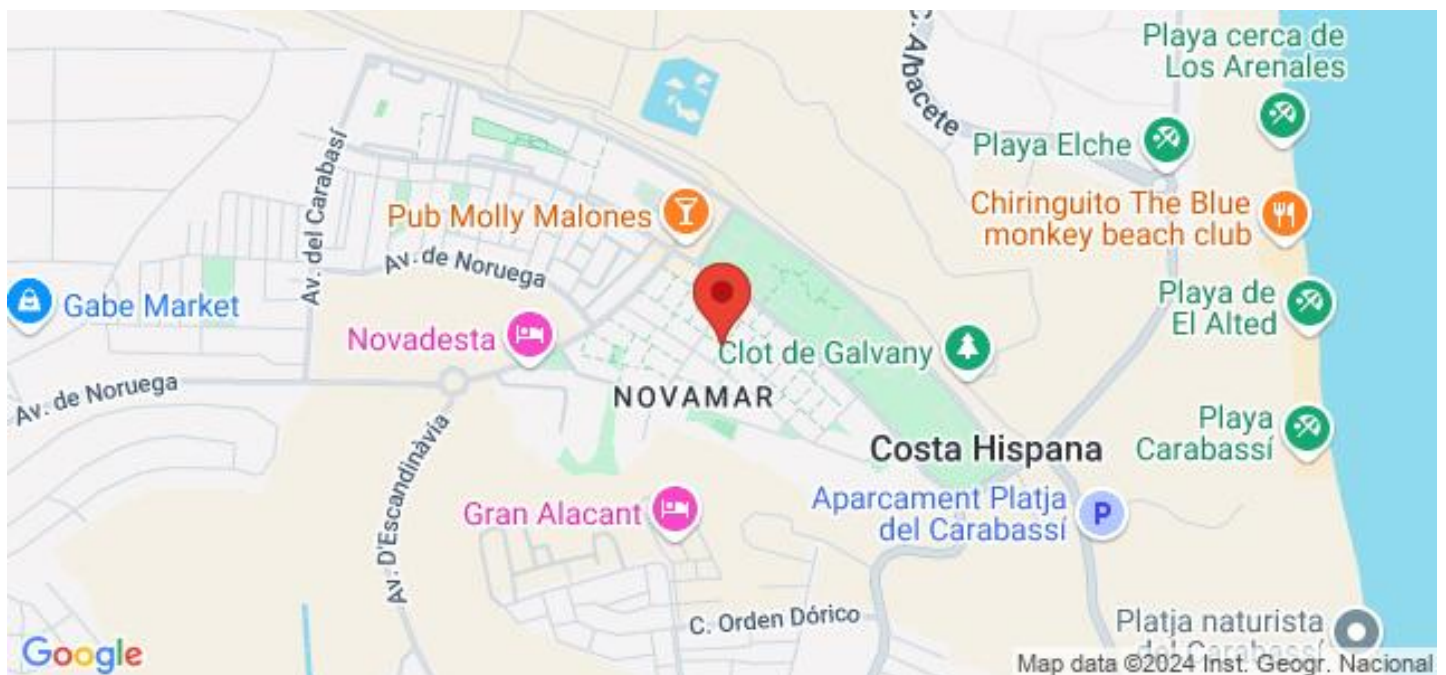 C. Albacete
Playa cerca de
Los Arenales
Playa Elche
Av. del Carabasí
Pub Molly Malones
Chiringuito The Blue
monkey beach club
Av. de Noruega
Gabe Market
Playa de
El Alted
Novadesta
Clot de Galvany
Av. de Noruega
NOVAMAR
Playa
Carabassí
Costa Hispana
Av. D'Escandinàvia
Gran Alacant
Aparcament Platja
del Carabassí
P
C. Orden Dórico
Platja naturista
del Carabassí
Google
Map data ©2024 Inst. Geogr. Nacional